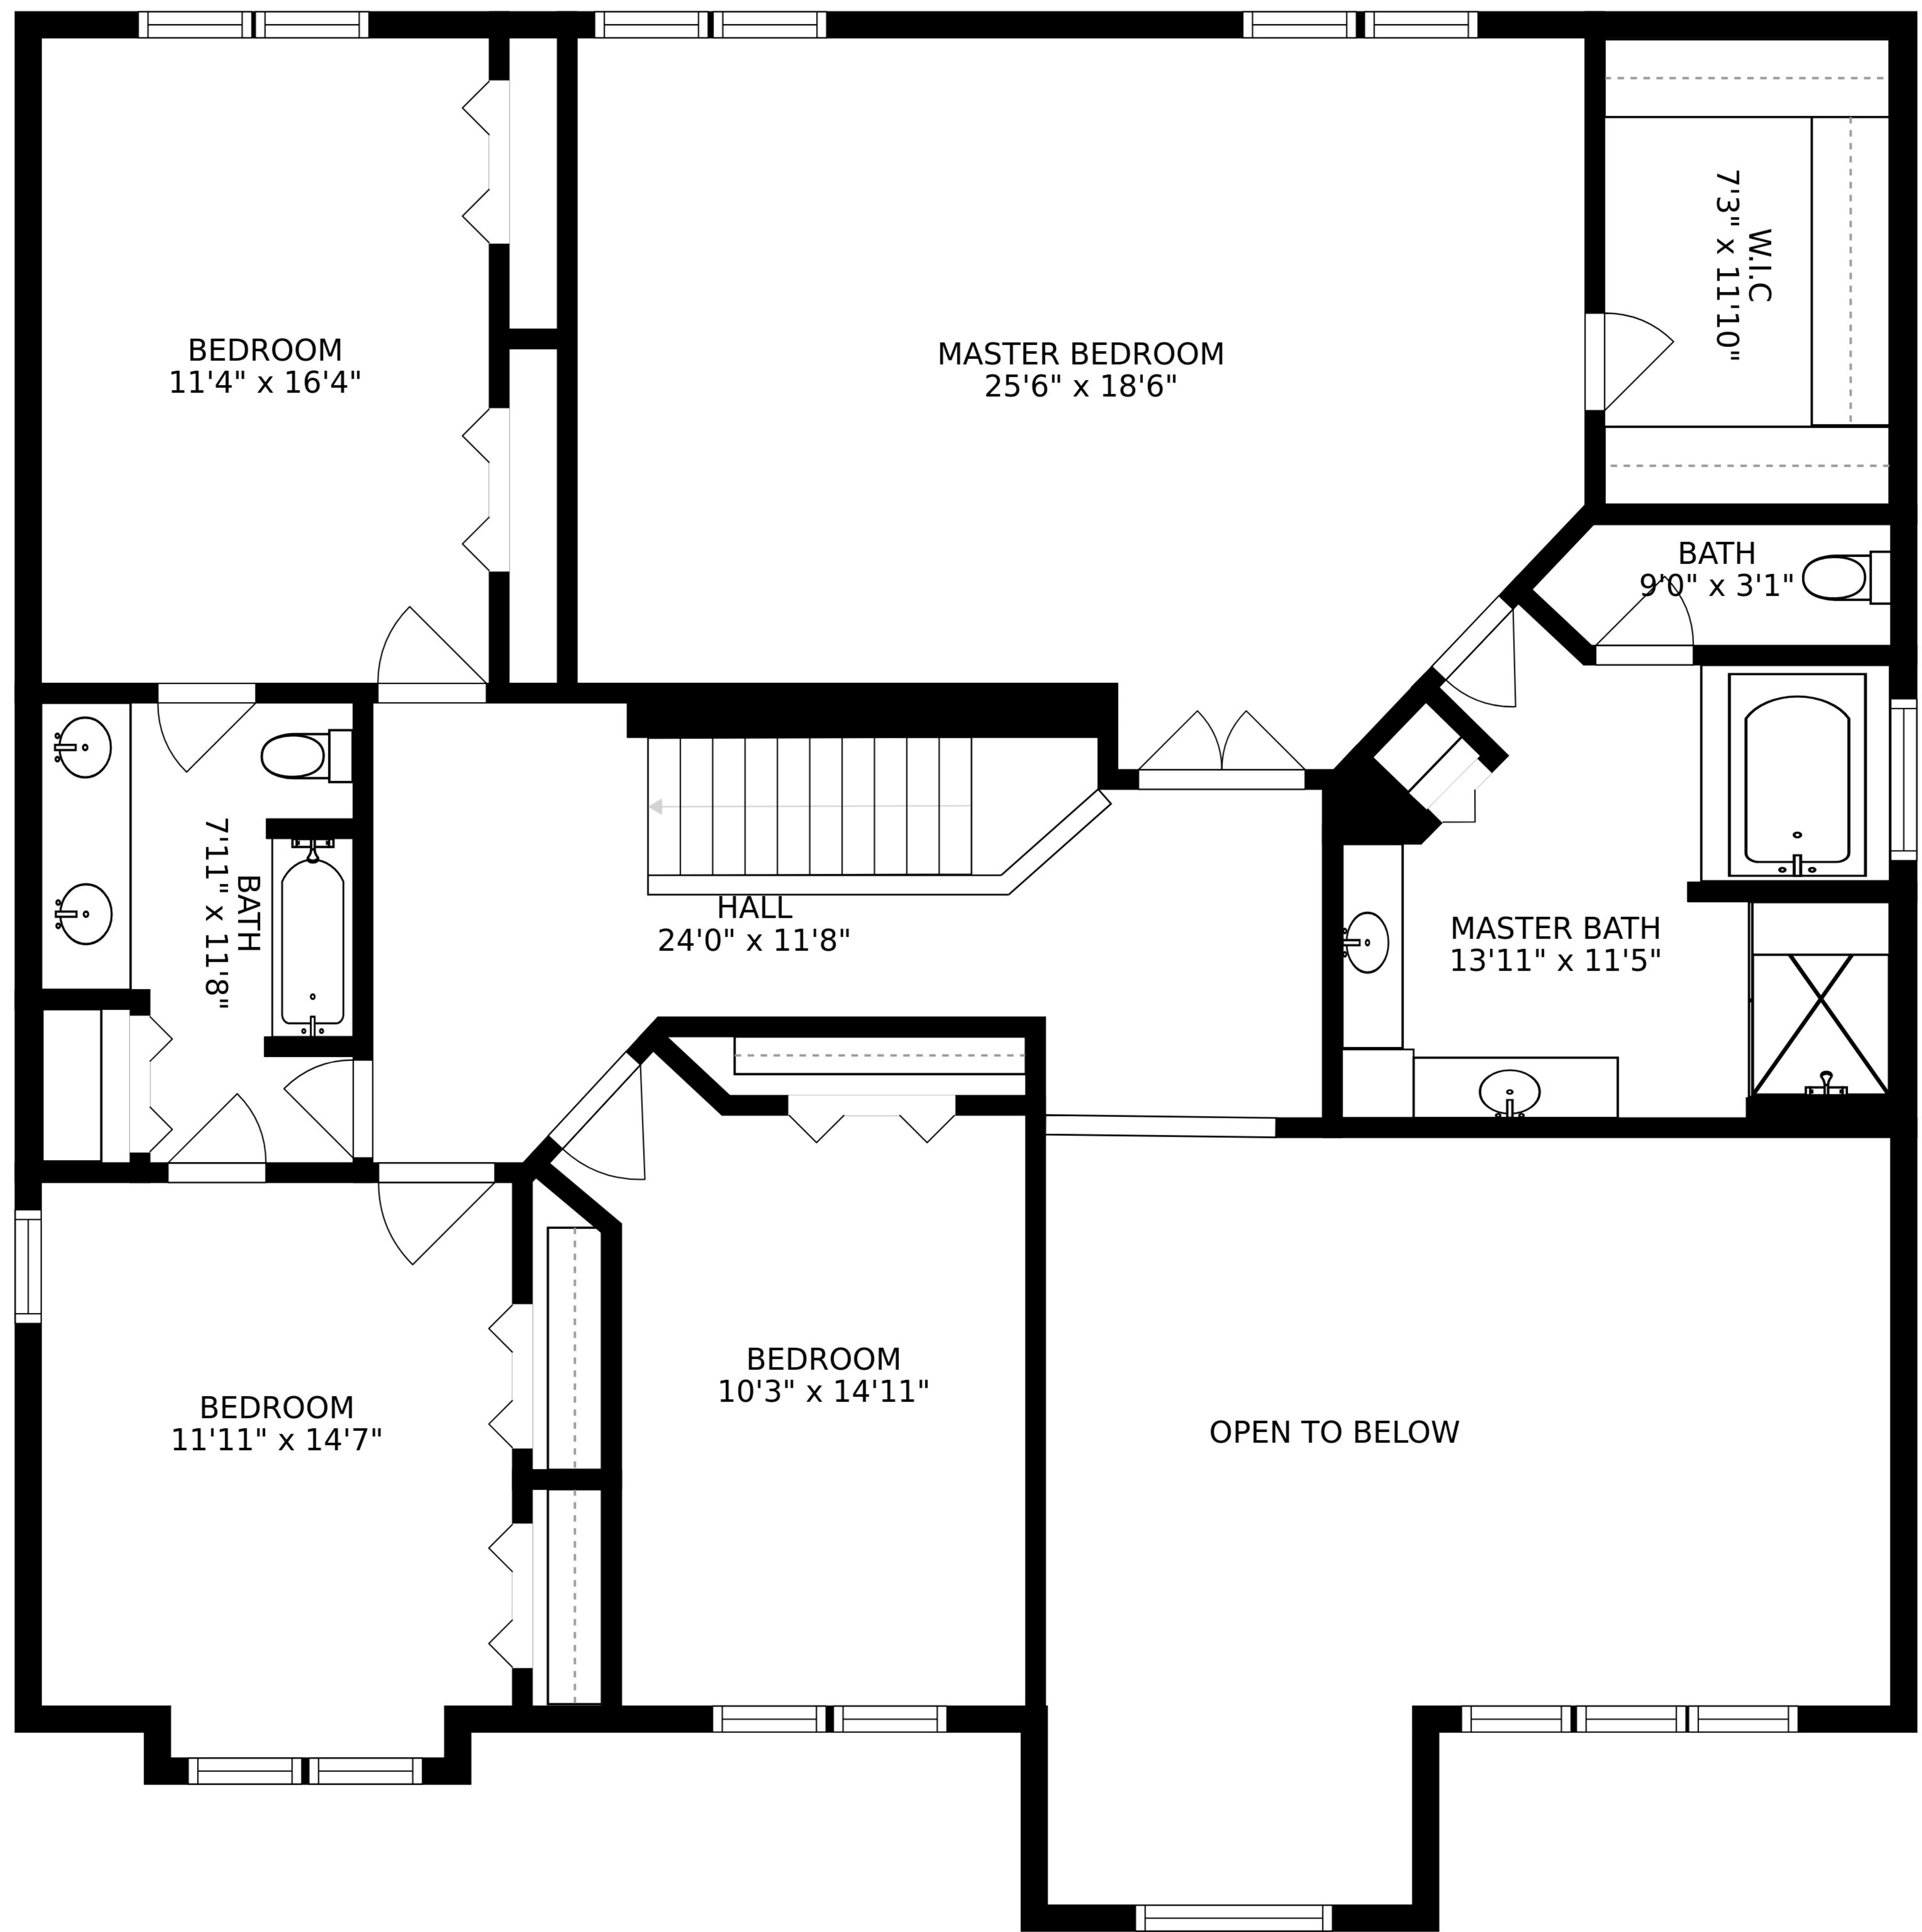 BEDROOM
11'4" x 16'4"
MASTER BEDROOM
25'6" x 18'6"
W.I.C
7'3" x 11'10"
BATH
9'0" x 3'1"
BATH
7'11" x 11'8"
HALL
24'0" x 11'8"
MASTER BATH
13'11" x 11'5"
BEDROOM
11'11" x 14'7"
BEDROOM
10'3" x 14'11"
OPEN TO BELOW